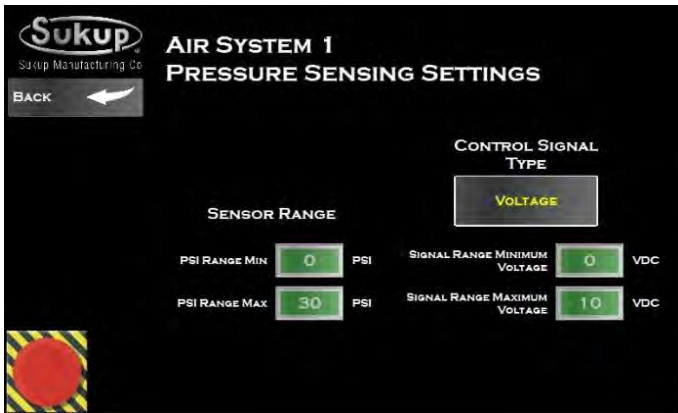 Sukup
Sukup Manufacturing Co
BACK
AIR SYSTEM 1
PRESSURE SENSING SETTINGS
CONTROL SIGNAL
TYPE
VOLTAGE
SENSOR RANGE
PSI RANGE MIN 0 PSI
PSI RANGE MAX 30 PSI
SIGNAL RANGE MINIMUM
VOLTAGE 0 VDC
SIGNAL RANGE MAXIMUM
VOLTAGE 10 VDC